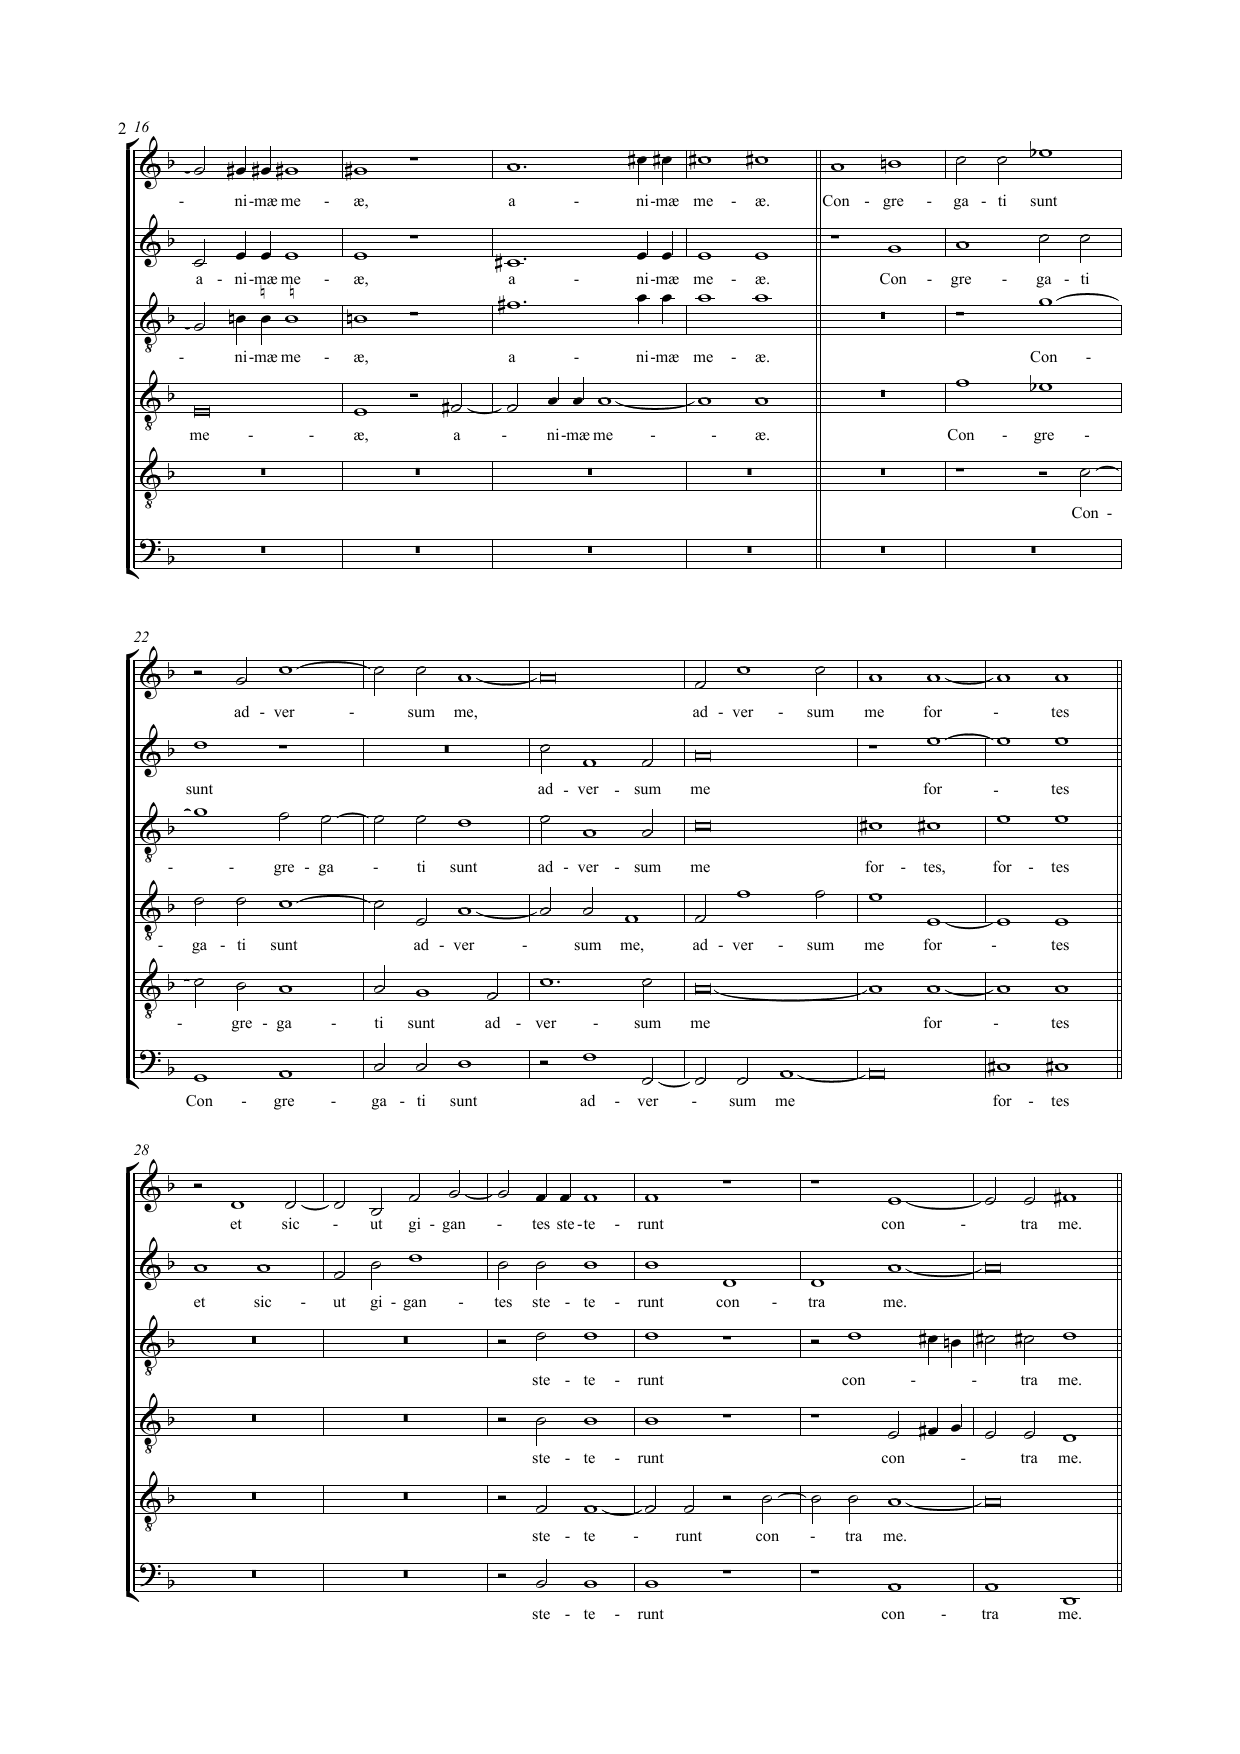 2 16
- ni-mæ me - æ, a - ni-mæ me - æ. Con - gre - ga - ti sunt
a - ni-mæ me - æ, a - ni-mæ me - æ. Con - gre - ga - ti
- ni-mæ me - æ, a - ni-mæ me - æ. Con -
me - - æ, a - ni-mæ me - - æ. Con - gre -
Con -
22
ad - ver - sum me, ad - ver - sum me for - tes
sunt ad - ver - sum me for - tes
- - gre - ga - ti sunt ad - ver - sum me for - tes, for - tes
- ga - ti sunt ad - ver - sum me, ad - ver - sum me for - tes
- gre - ga - ti sunt ad - ver - sum me for - tes
Con - gre - ga - ti sunt ad - ver - sum me for - tes
28
et sic - ut gi - gan - tes ste - te - runt con - tra me.
et sic - ut gi - gan - tes ste - te - runt con - tra me.
ste - te - runt con - - tra me.
ste - te - runt con - tra me.
ste - te - runt con - tra me.
ste - te - runt con - tra me.